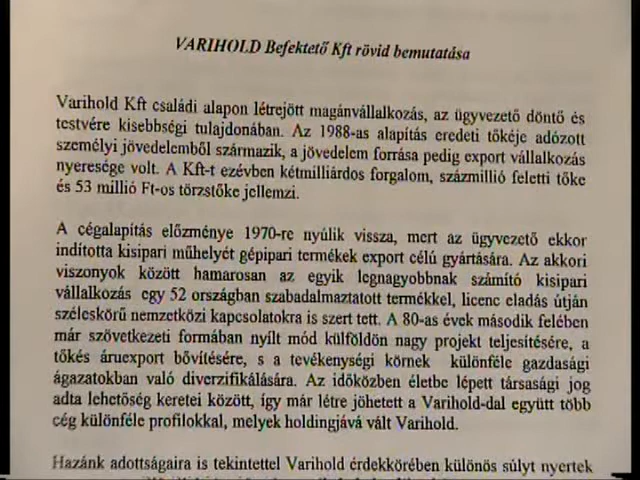 VARIHOLD Befektető Kft rövid bemutatása
Varihold Kft családi alapon létrejött magánvállalkozás, az ügyvezető döntő és
testvére kisebbségi tulajdonában. Az 1988-as alapítás eredeti tőkéje adózott
személyi jövedelemből származik, a jövedelem forrása pedig export vállalkozás
nyeresége volt. A Kft-t ezévben kétmilliárdos forgalom, százmillió feletti tőke
és 53 millió Ft-os törzstőke jellemzi.
A cégalapítás előzménye 1970-re nyúlik vissza, mert az ügyvezető ekkor
indította kisipari műhelyét gépipari termékek export célú gyártására. Az akkori
viszonyok között hamarosan az egyik legnagyobbnak számító kisipari
vállalkozás egy 52 országban szabadalmaztatott termékkel, licenc eladás útján
széleskörű nemzetközi kapcsolatokra is szert tett. A 80-as évek második felében
már szövetkezeti formában nyílt mód külföldön nagy projekt teljesítésére, a
tőkés áruexport bővítésére, s a tevékenységi körnek különféle gazdasági
ágazatokban való diverzifikálására. Az időközben életbe lépett társasági jog
adta lehetőség keretei között, így már létre jöhetett a Varihold-dal együtt több
cég különféle profilokkal, melyek holdingjává vált Varihold.
Hazánk adottságaira is tekintettel Varihold érdekkörében különös súlyt nyertek